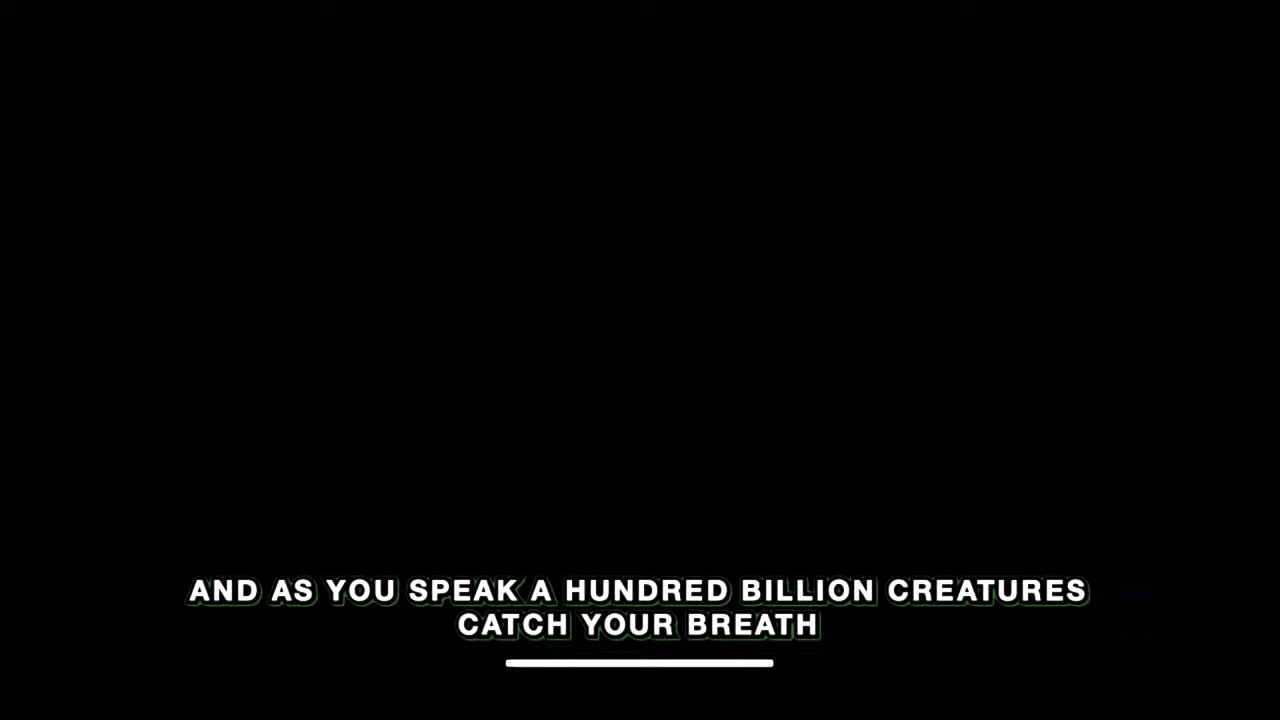 AND AS YOU SPEAK A HUNDRED BILLION CREATURES
CATCH YOUR BREATH